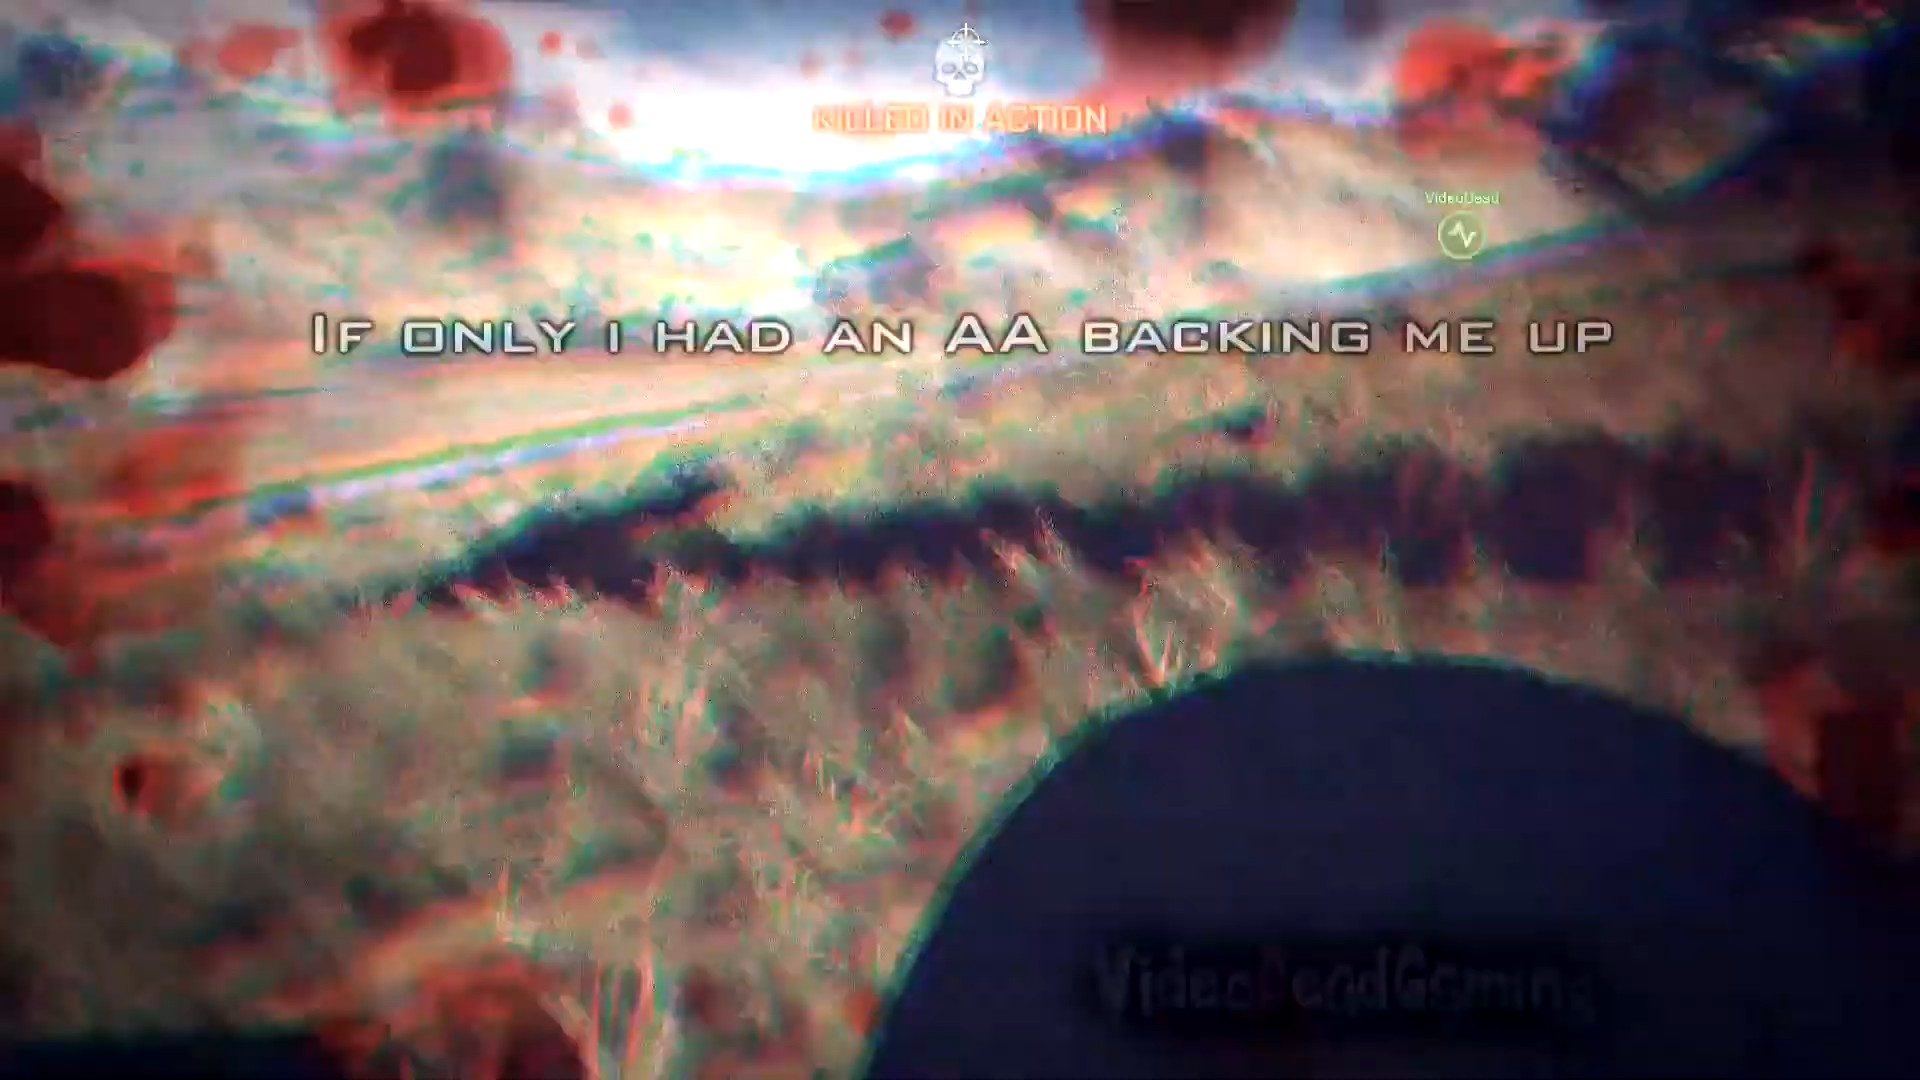 KILLED IN ACTION
VideoDead
If only i had an AA backing me up
VideoDeadGaming